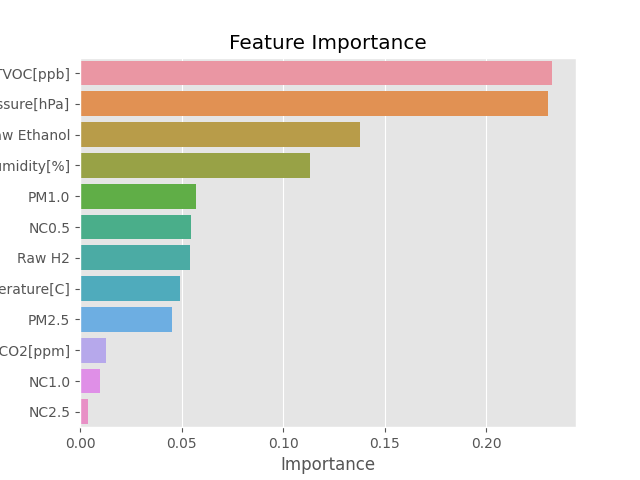 Feature Importance
TVOC[ppb]
ssure[hPa]
aw Ethanol
umidity[%]
PM1.0
NC0.5
Raw H2
erature[C]
PM2.5
CO2[ppm]
NC1.0
NC2.5
0.00 0.05 0.10 0.15 0.20
Importance